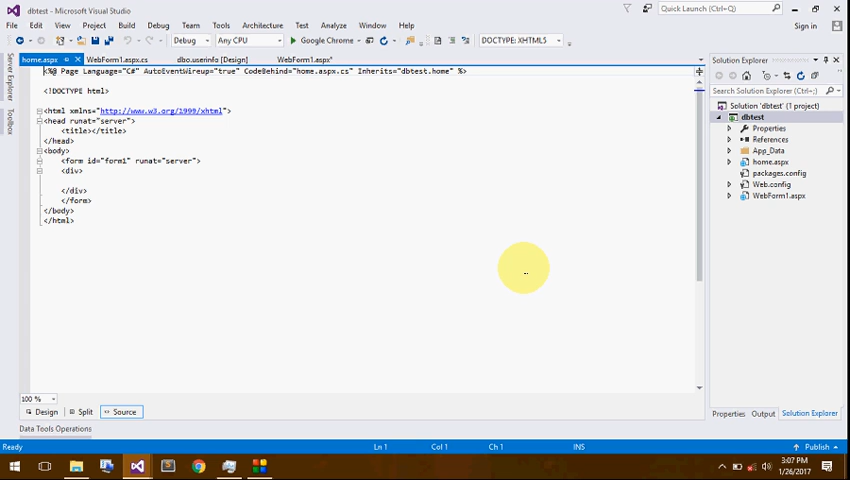 dbtest - Microsoft Visual Studio
Quick Launch (Ctrl+Q)
File Edit View Project Build Debug Team Tools Architecture Test Analyze Window Help
Sign in
Debug Any CPU Google Chrome DOCTYPE: XHTML5
Server Explorer
Toolbox
home.aspx WebForm1.aspx.cs dbo.userinfo [Design] WebForm1.aspx*
<%@ Page Language="C#" AutoEventWireup="true" CodeBehind="home.aspx.cs" Inherits="dbtest.home" %>
<!DOCTYPE html>
<html xmlns="http://www.w3.org/1999/xhtml">
<head runat="server">
<title></title>
</head>
<body>
<form id="form1" runat="server">
<div>
</div>
</form>
</body>
</html>
100 %
Design Split Source
Data Tools Operations
Solution Explorer
Search Solution Explorer (Ctrl+;)
Solution 'dbtest' (1 project)
dbtest
Properties
References
App_Data
home.aspx
packages.config
Web.config
WebForm1.aspx
Properties Output Solution Explorer
Ready Ln 1 Col 1 Ch 1 INS Publish
3:07 PM
1/26/2017